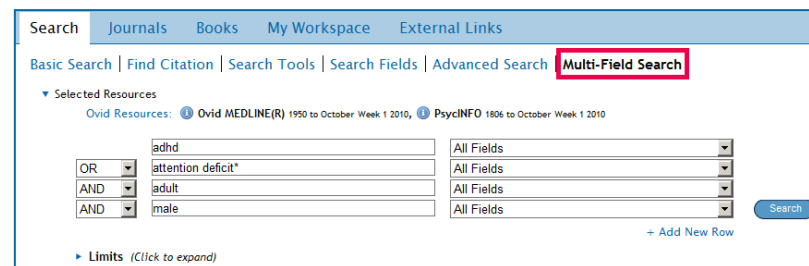 Search Journals Books My Workspace External Links
Basic Search | Find Citation | Search Tools | Search Fields | Advanced Search | Multi-Field Search
▼ Selected Resources
Ovid Resources: i Ovid MEDLINE(R) 1950 to October Week 1 2010, i PsycINFO 1806 to October Week 1 2010
adhd All Fields
OR attention deficit* All Fields
AND adult All Fields
AND male All Fields Search
+ Add New Row
► Limits (Click to expand)